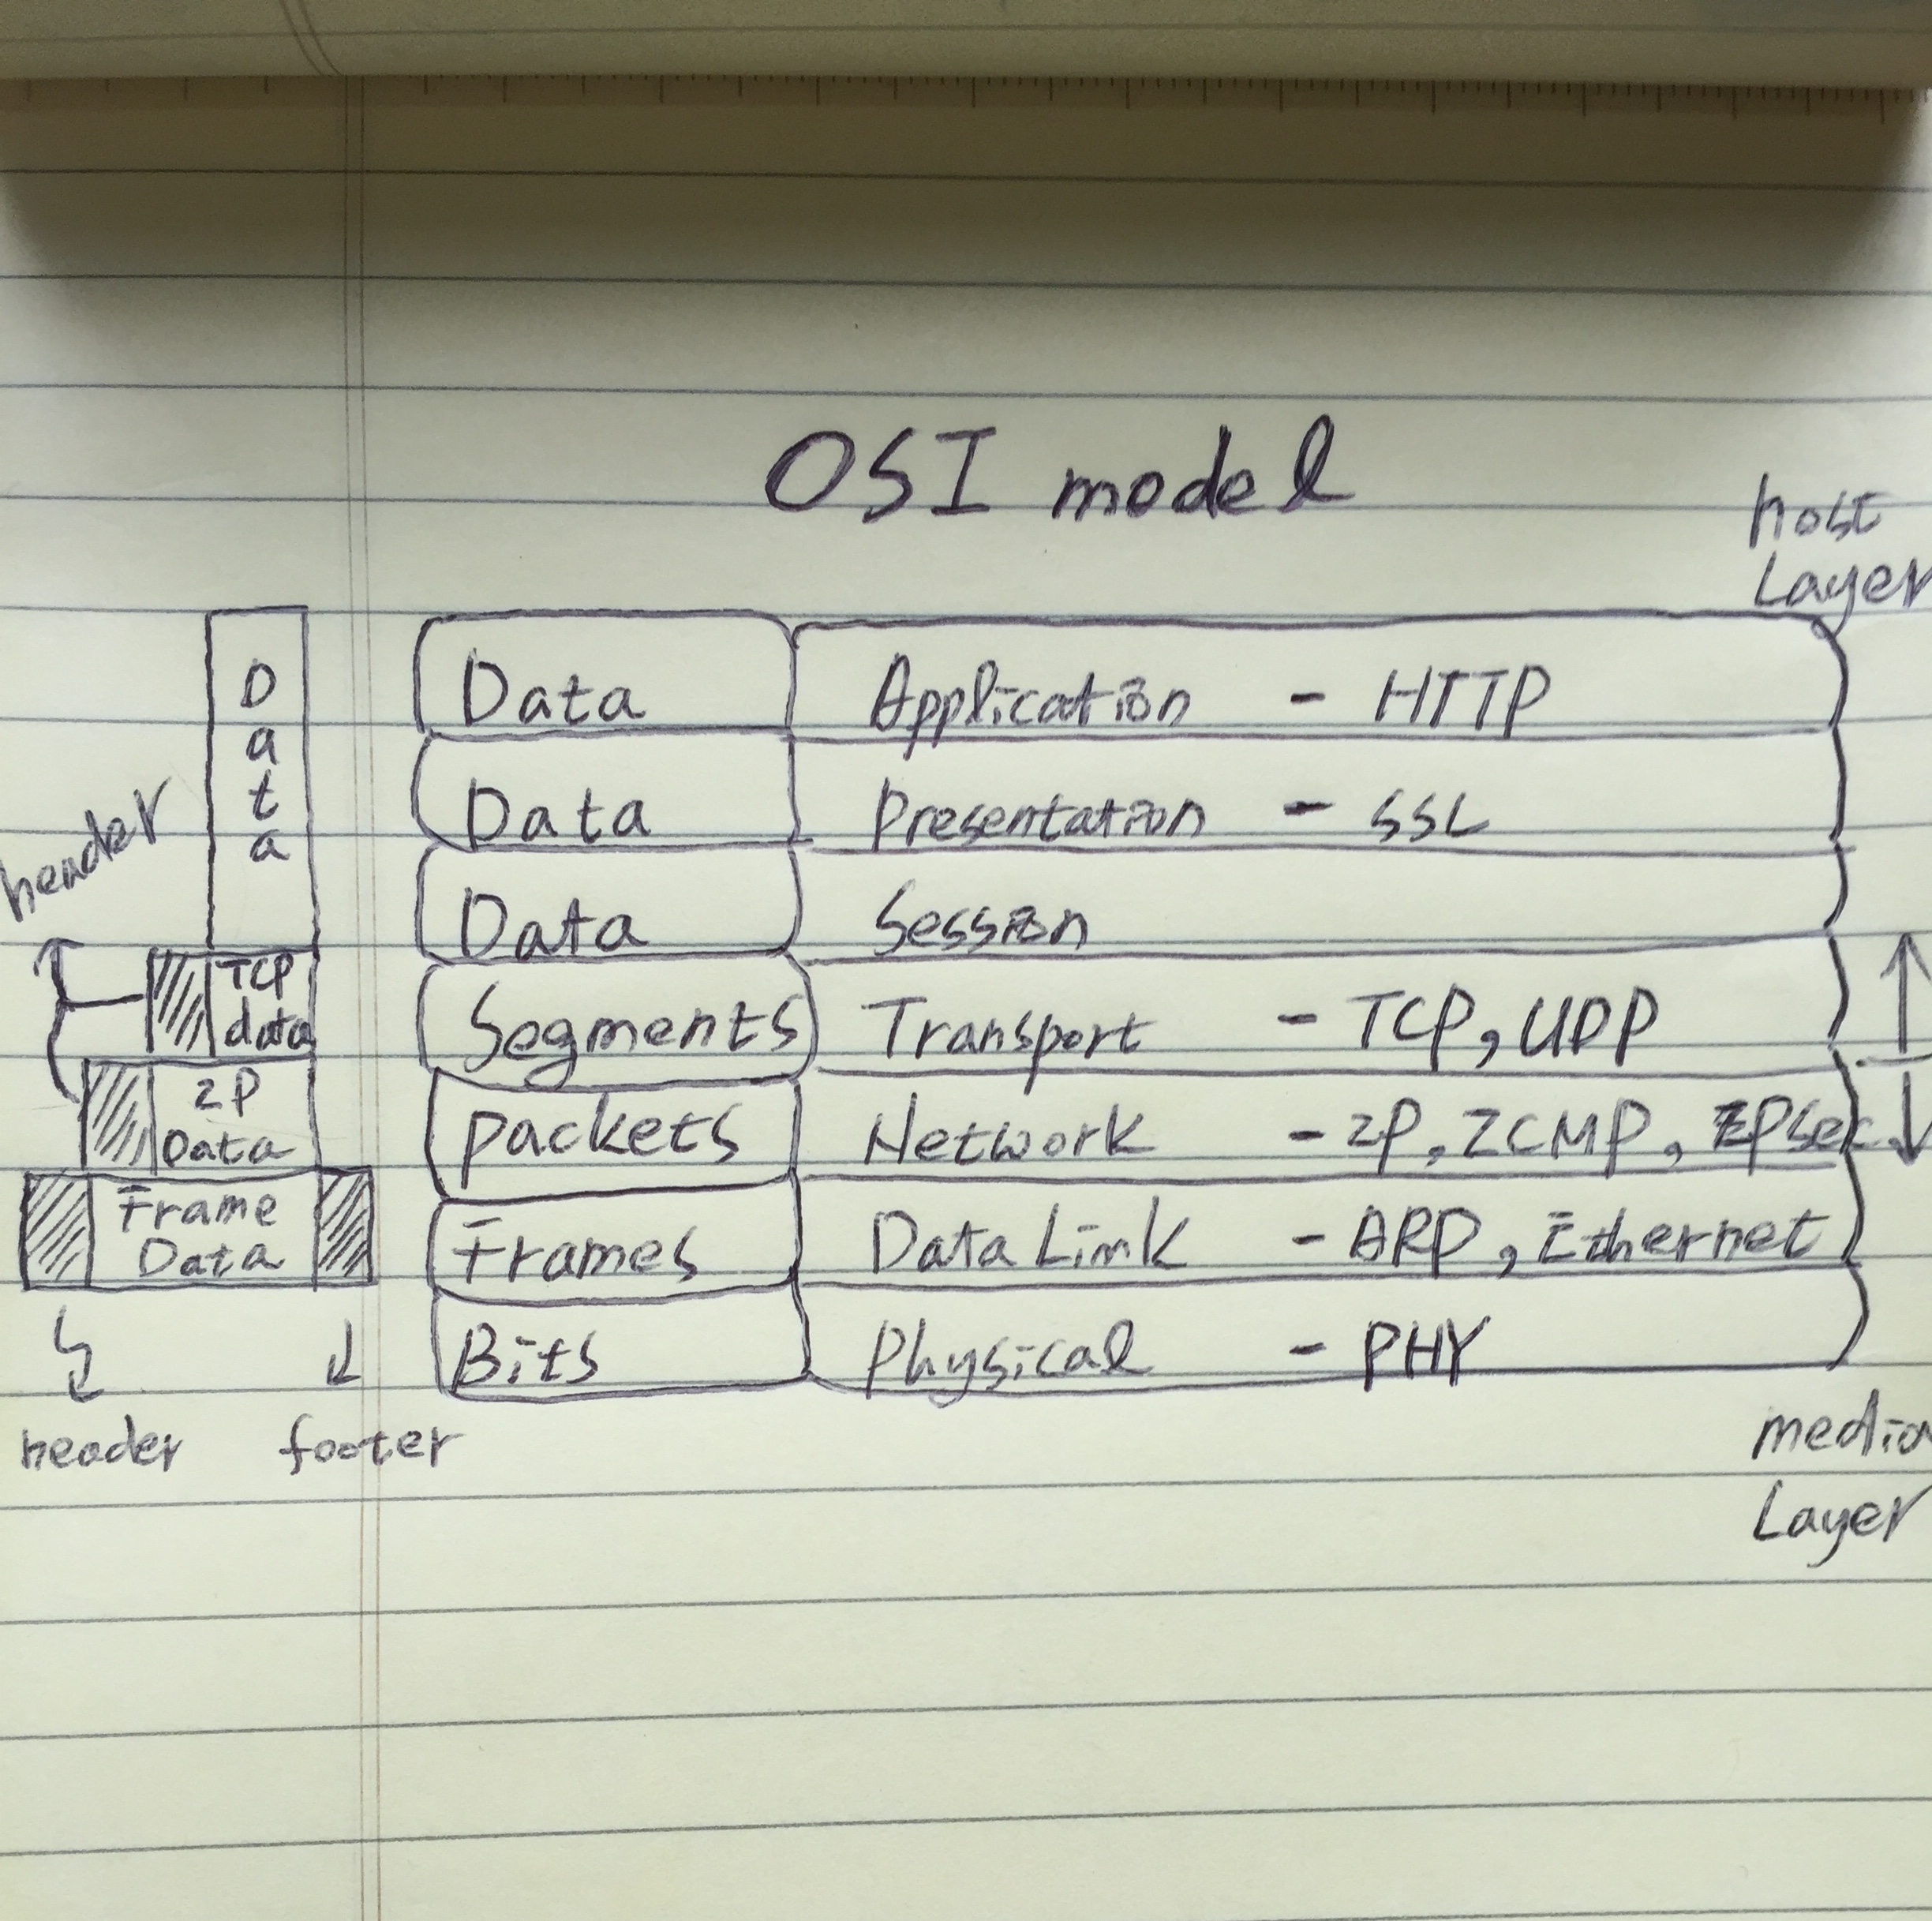 OSI model
host
Layer
Data
Data Application - HTTP
Data Presentation - SSL
Data Session
header
TCP
data
Segments Transport - TCP, UDP
IP
Data
Packets Network - IP, ICMP, IPsec
Frame
Data
Frames Data Link - ARP, Ethernet
Bits Physical - PHY
header footer
media
Layer